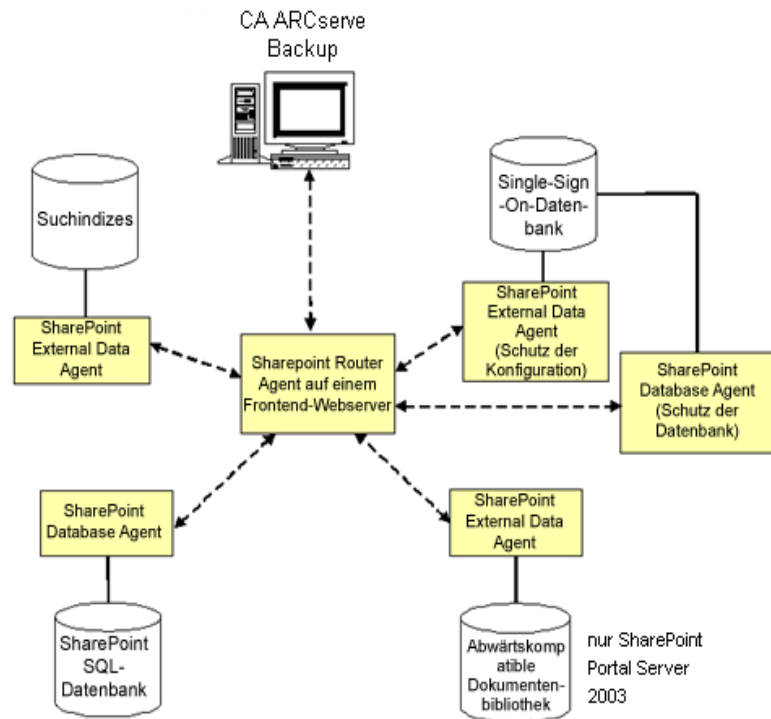 CA ARCserve
Backup
Suchindizes
Single-Sign
-On-Daten-
bank
SharePoint
External Data
Agent
SharePoint
External Data
Agent
(Schutz der
Konfiguration)
Sharepoint Router
Agent auf einem
Frontend-Webserver
SharePoint
Database Agent
(Schutz der
Datenbank)
SharePoint
Database Agent
SharePoint
External Data
Agent
SharePoint
SQL-
Datenbank
Abwärtskomp
atible
Dokumenten-
bibliothek
nur SharePoint
Portal Server
2003